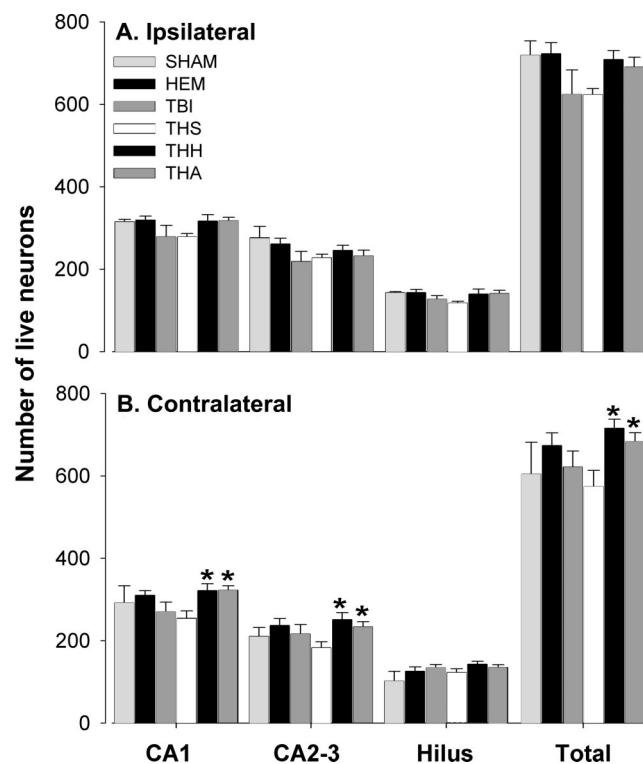 Number of live neurons
A. Ipsilateral
SHAM
HEM
TBI
THS
THH
THA
800
600
400
200
0
B. Contralateral
800
600
400
200
0
* *
* *
* *
CA1 CA2-3 Hilus Total